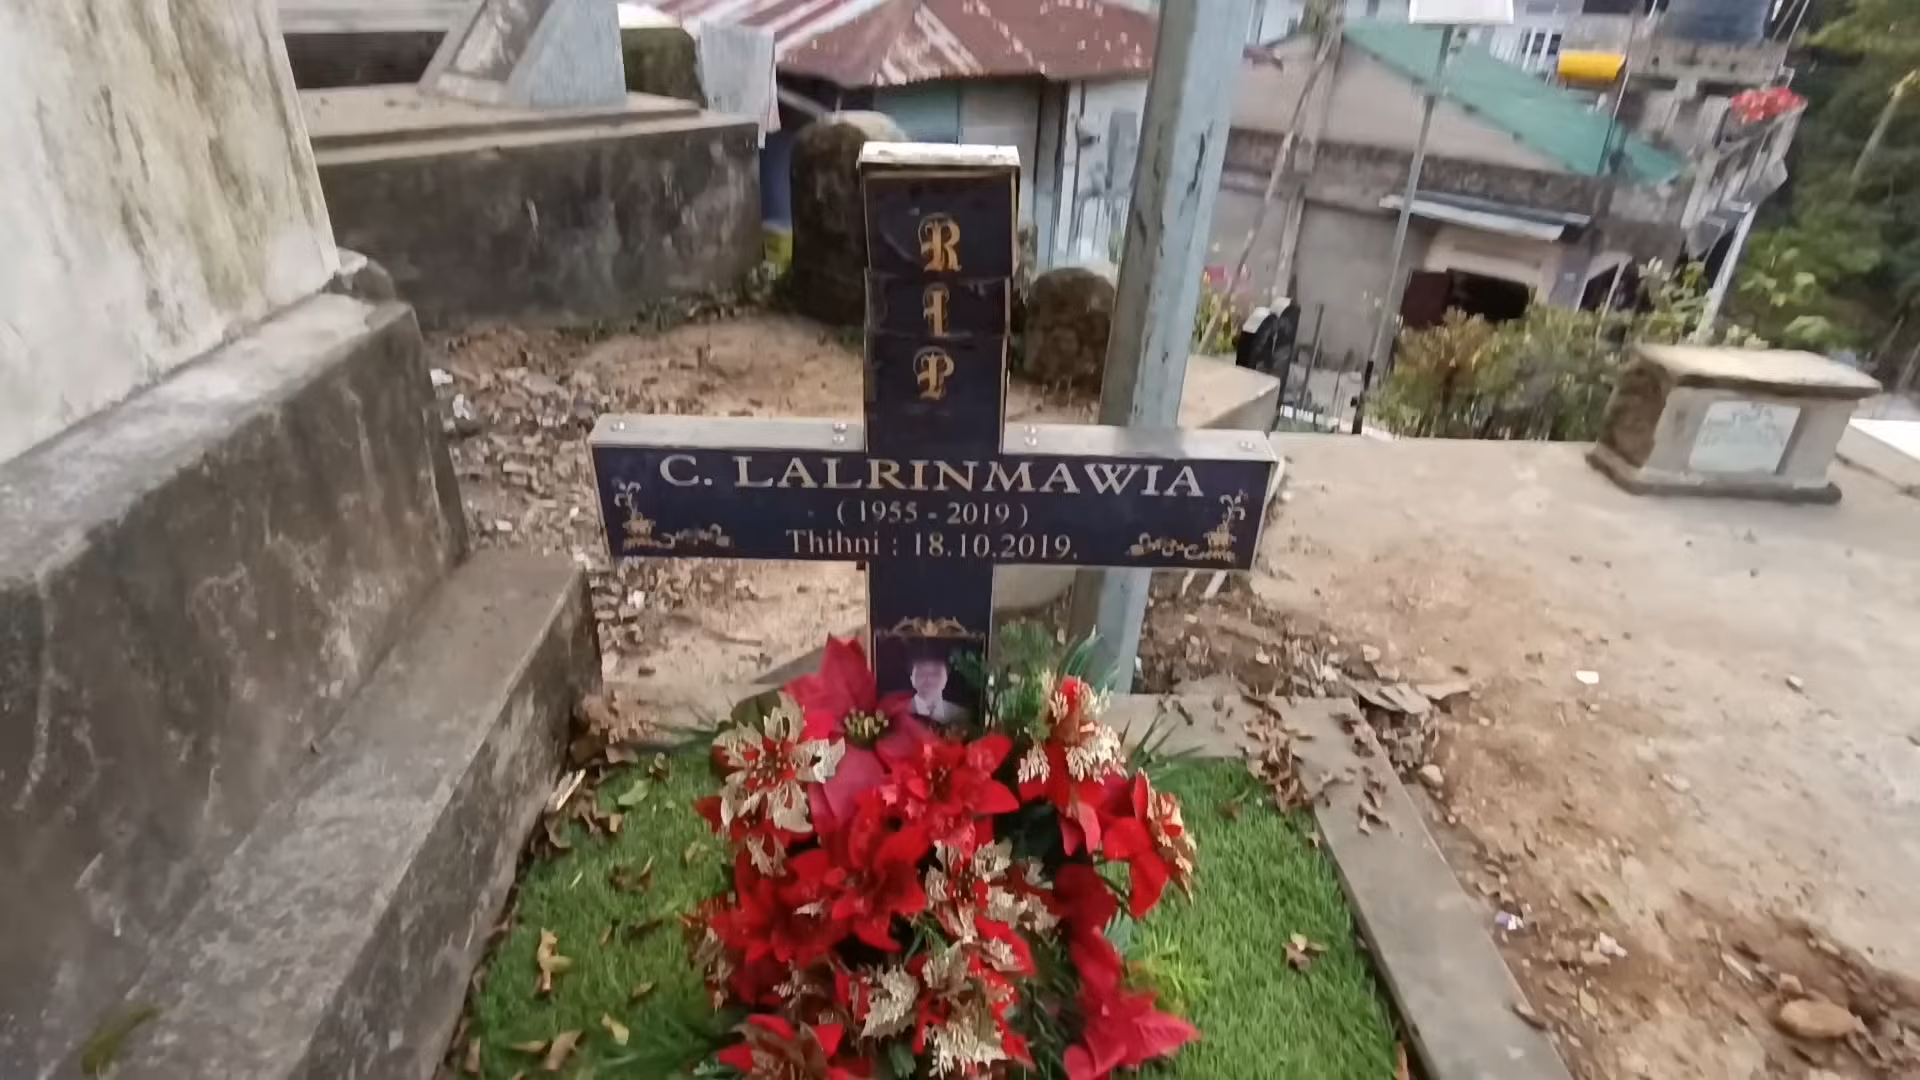 R
I
P
C. LALRINMAWIA
( 1955 - 2019 )
Thihni : 18.10.2019.